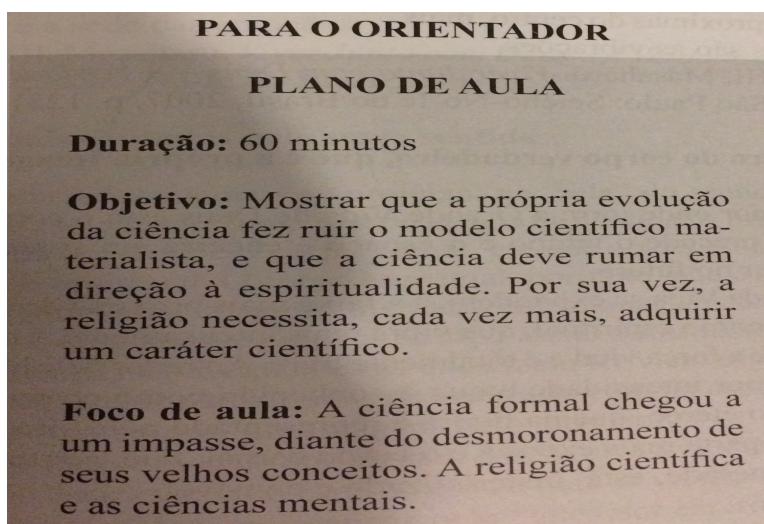 PARA O ORIENTADOR
PLANO DE AULA
Duração: 60 minutos
Objetivo: Mostrar que a própria evolução
da ciência fez ruir o modelo científico ma-
terialista, e que a ciência deve rumar em
direção à espiritualidade. Por sua vez, a
religião necessita, cada vez mais, adquirir
um caráter científico.
Foco de aula: A ciência formal chegou a
um impasse, diante do desmoronamento de
seus velhos conceitos. A religião científica
e as ciências mentais.